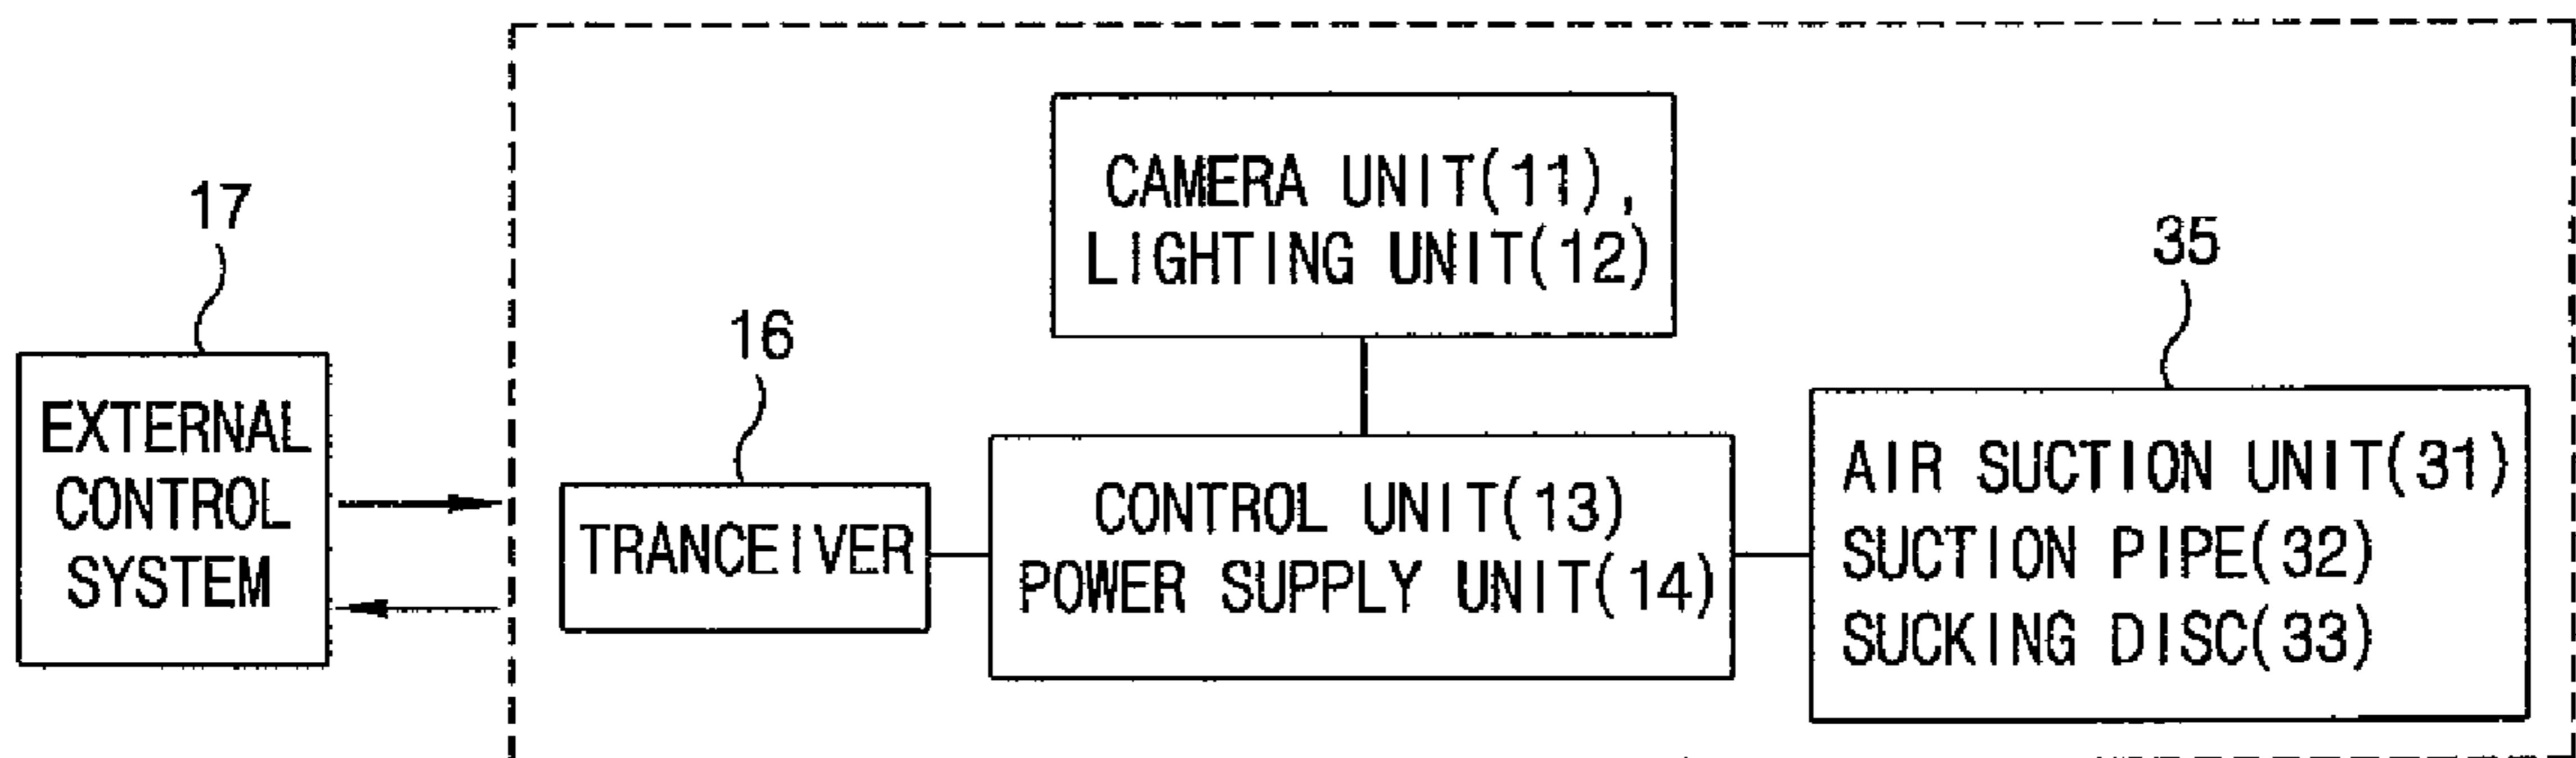 17
EXTERNAL
CONTROL
SYSTEM
16
TRANCEIVER
CAMERA UNIT(11),
LIGHTING UNIT(12)
CONTROL UNIT(13)
POWER SUPPLY UNIT(14)
35
AIR SUCTION UNIT(31)
SUCTION PIPE(32)
SUCKING DISC(33)